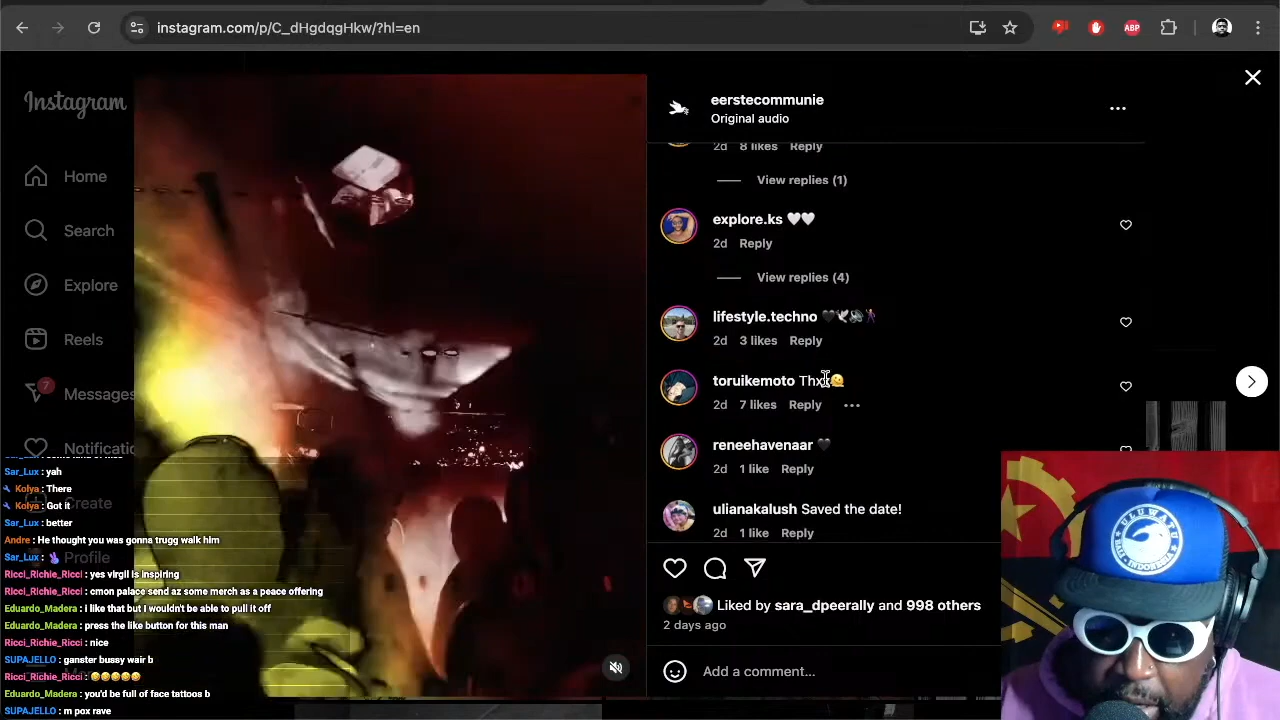 instagram.com/p/C_dHgdqgHkw/?hl=en
ABP
Instagram
Home
Search
Explore
Reels
7
Messages
Notificatio
Create
Profile
eerstecommunie
Original audio
2d 8 likes Reply
View replies (1)
explore.ks 🤍🤍
2d Reply
View replies (4)
lifestyle.techno
2d 3 likes Reply
toruikemoto Thx
2d 7 likes Reply
reneehavenaar 🖤
2d 1 like Reply
ulianakalush Saved the date!
2d 1 like Reply
Liked by sara_dpeerally and 998 others
2 days ago
Add a comment...
Sar_Lux : yah
Kolya : There
Kolya : Got it
Sar_Lux : better
Andre : He thought you was gonna trugg walk him
Sar_Lux :
Ricci_Richie_Ricci : yes virgil is inspiring
Ricci_Richie_Ricci : cmon palace send az some merch as a peace offering
Eduardo_Madera : i like that but I wouldn't be able to pull it off
Eduardo_Madera : press the like button for this man
Ricci_Richie_Ricci : nice
SUPAJELLO : ganster bussy wair b
Ricci_Richie_Ricci :
Eduardo_Madera : you'd be full of face tattoos b
SUPAJELLO : m pox rave
ULUWATU
INDONESIA